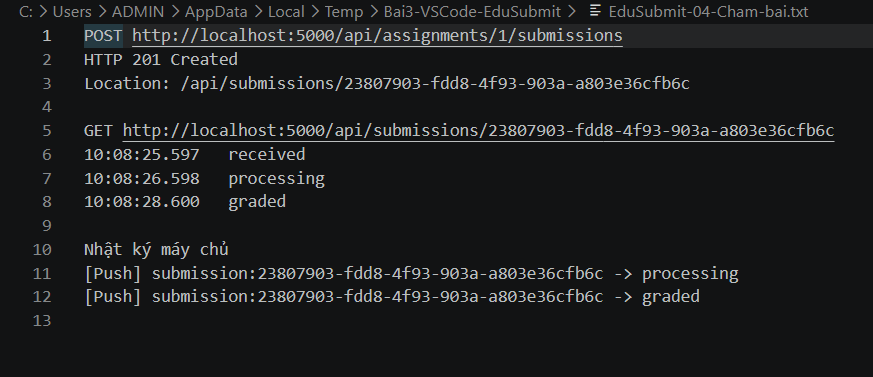 C: > Users > ADMIN > AppData > Local > Temp > Bai3-VSCode-EduSubmit > EduSubmit-04-Cham-bai.txt
1 POST http://localhost:5000/api/assignments/1/submissions
2 HTTP 201 Created
3 Location: /api/submissions/23807903-fdd8-4f93-903a-a803e36cfb6c
4
5 GET http://localhost:5000/api/submissions/23807903-fdd8-4f93-903a-a803e36cfb6c
6 10:08:25.597 received
7 10:08:26.598 processing
8 10:08:28.600 graded
9
10 Nhật ký máy chủ
11 [Push] submission:23807903-fdd8-4f93-903a-a803e36cfb6c -> processing
12 [Push] submission:23807903-fdd8-4f93-903a-a803e36cfb6c -> graded
13